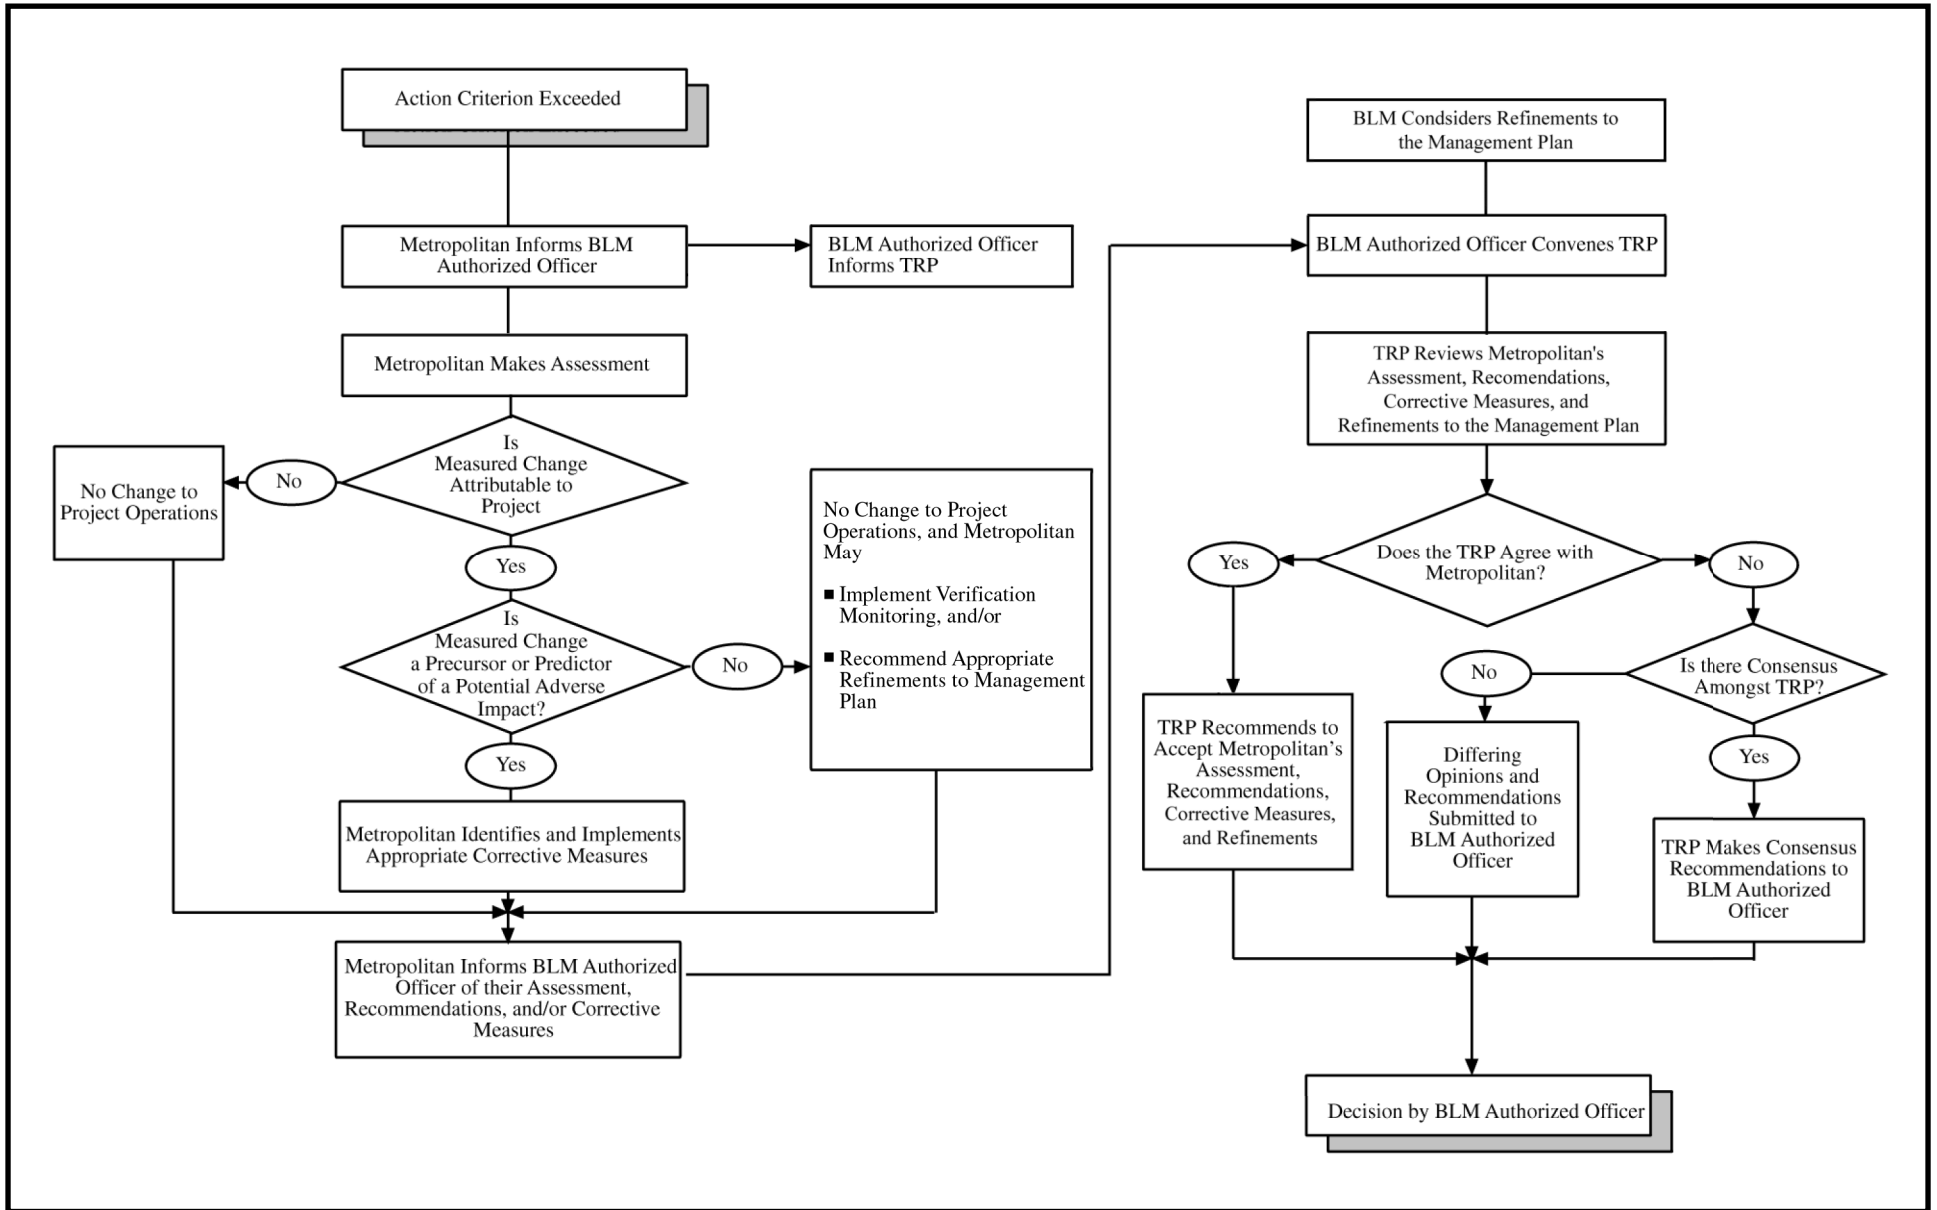 Action Criterion Exceeded
Metropolitan Informs BLM
Authorized Officer
BLM Authorized Officer
Informs TRP
Metropolitan Makes Assessment
Is
Measured Change
Attributable to
Project
No
No Change to
Project Operations
Yes
Is
Measured Change
a Precursor or Predictor
of a Potential Adverse
Impact?
No
No Change to Project
Operations, and Metropolitan
May
■ Implement Verification
Monitoring, and/or
■ Recommend Appropriate
Refinements to Management
Plan
Yes
Metropolitan Identifies and Implements
Appropriate Corrective Measures
Metropolitan Informs BLM Authorized
Officer of their Assessment,
Recommendations, and/or Corrective
Measures
BLM Condsiders Refinements to
the Management Plan
BLM Authorized Officer Convenes TRP
TRP Reviews Metropolitan's
Assessment, Recomendations,
Corrective Measures, and
Refinements to the Management Plan
Does the TRP Agree with
Metropolitan?
Yes
No
TRP Recommends to
Accept Metropolitan’s
Assessment,
Recommendations,
Corrective Measures,
and Refinements
Is there Consensus
Amongst TRP?
No
Differing
Opinions and
Recommendations
Submitted to
BLM Authorized
Officer
Yes
TRP Makes Consensus
Recommendations to
BLM Authorized
Officer
Decision by BLM Authorized Officer